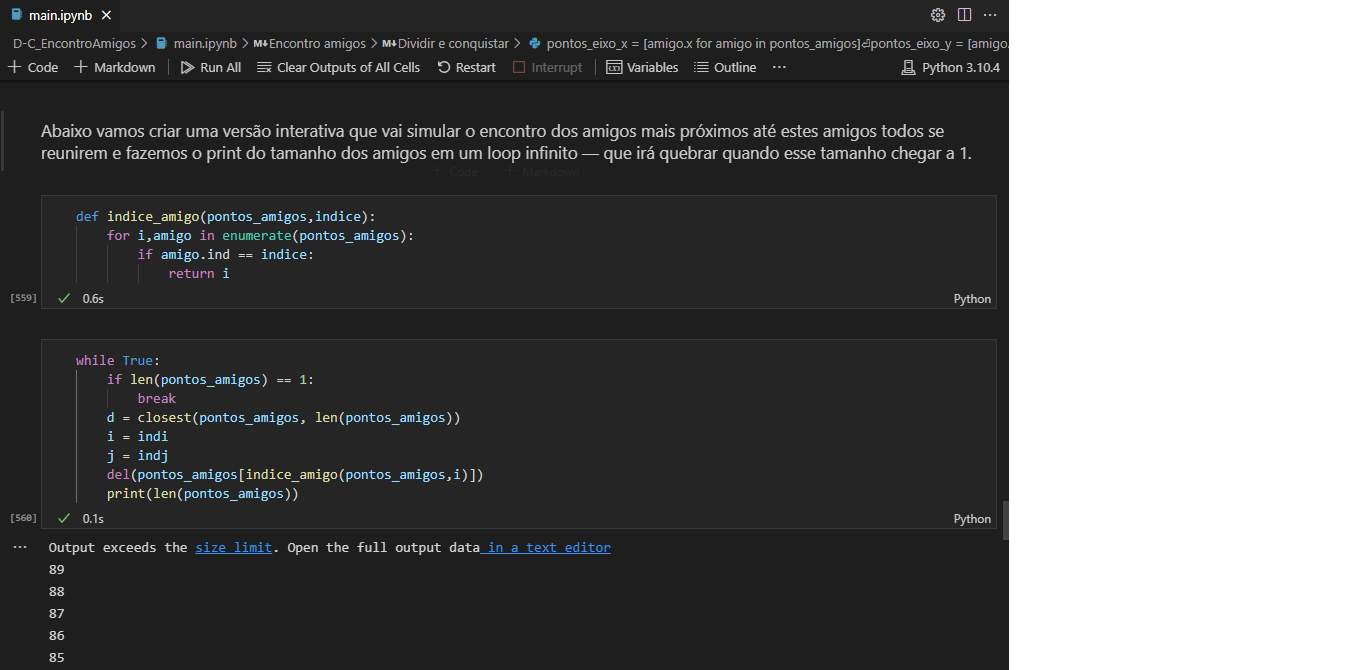 main.ipynb
D-C_EncontroAmigos > main.ipynb > M↓Encontro amigos > M↓Dividir e conquistar > pontos_eixo_x = [amigo.x for amigo in pontos_amigos]⏎pontos_eixo_y = [amigo.
+ Code + Markdown Run All Clear Outputs of All Cells Restart Interrupt Variables Outline ... Python 3.10.4
Abaixo vamos criar uma versão interativa que vai simular o encontro dos amigos mais próximos até estes amigos todos se
reunirem e fazemos o print do tamanho dos amigos em um loop infinito — que irá quebrar quando esse tamanho chegar a 1.
+ Code + Markdown
def indice_amigo(pontos_amigos,indice):
for i,amigo in enumerate(pontos_amigos):
if amigo.ind == indice:
return i
[559] 0.6s Python
while True:
if len(pontos_amigos) == 1:
break
d = closest(pontos_amigos, len(pontos_amigos))
i = indi
j = indj
del(pontos_amigos[indice_amigo(pontos_amigos,i)])
print(len(pontos_amigos))
[560] 0.1s Python
... Output exceeds the size limit. Open the full output data in a text editor
89
88
87
86
85